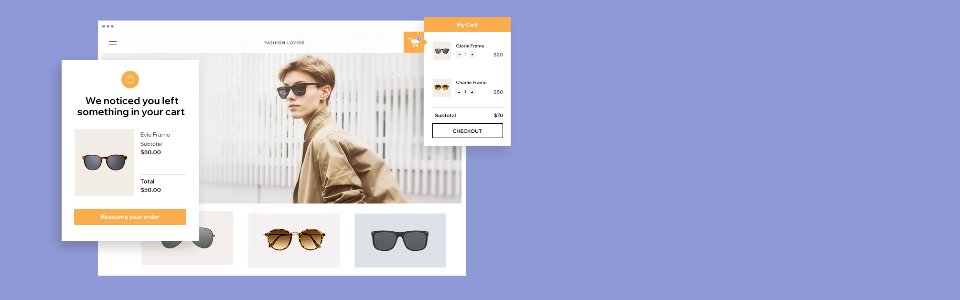 My Cart
FASHION LOVERS
Gloria Frame
1
$20
Charlie Frame
1
$50
Subtotal
$70
CHECKOUT
We noticed you left
something in your cart
Evie Frame
Subtotal
$50.00
Total
$50.00
Resume your order